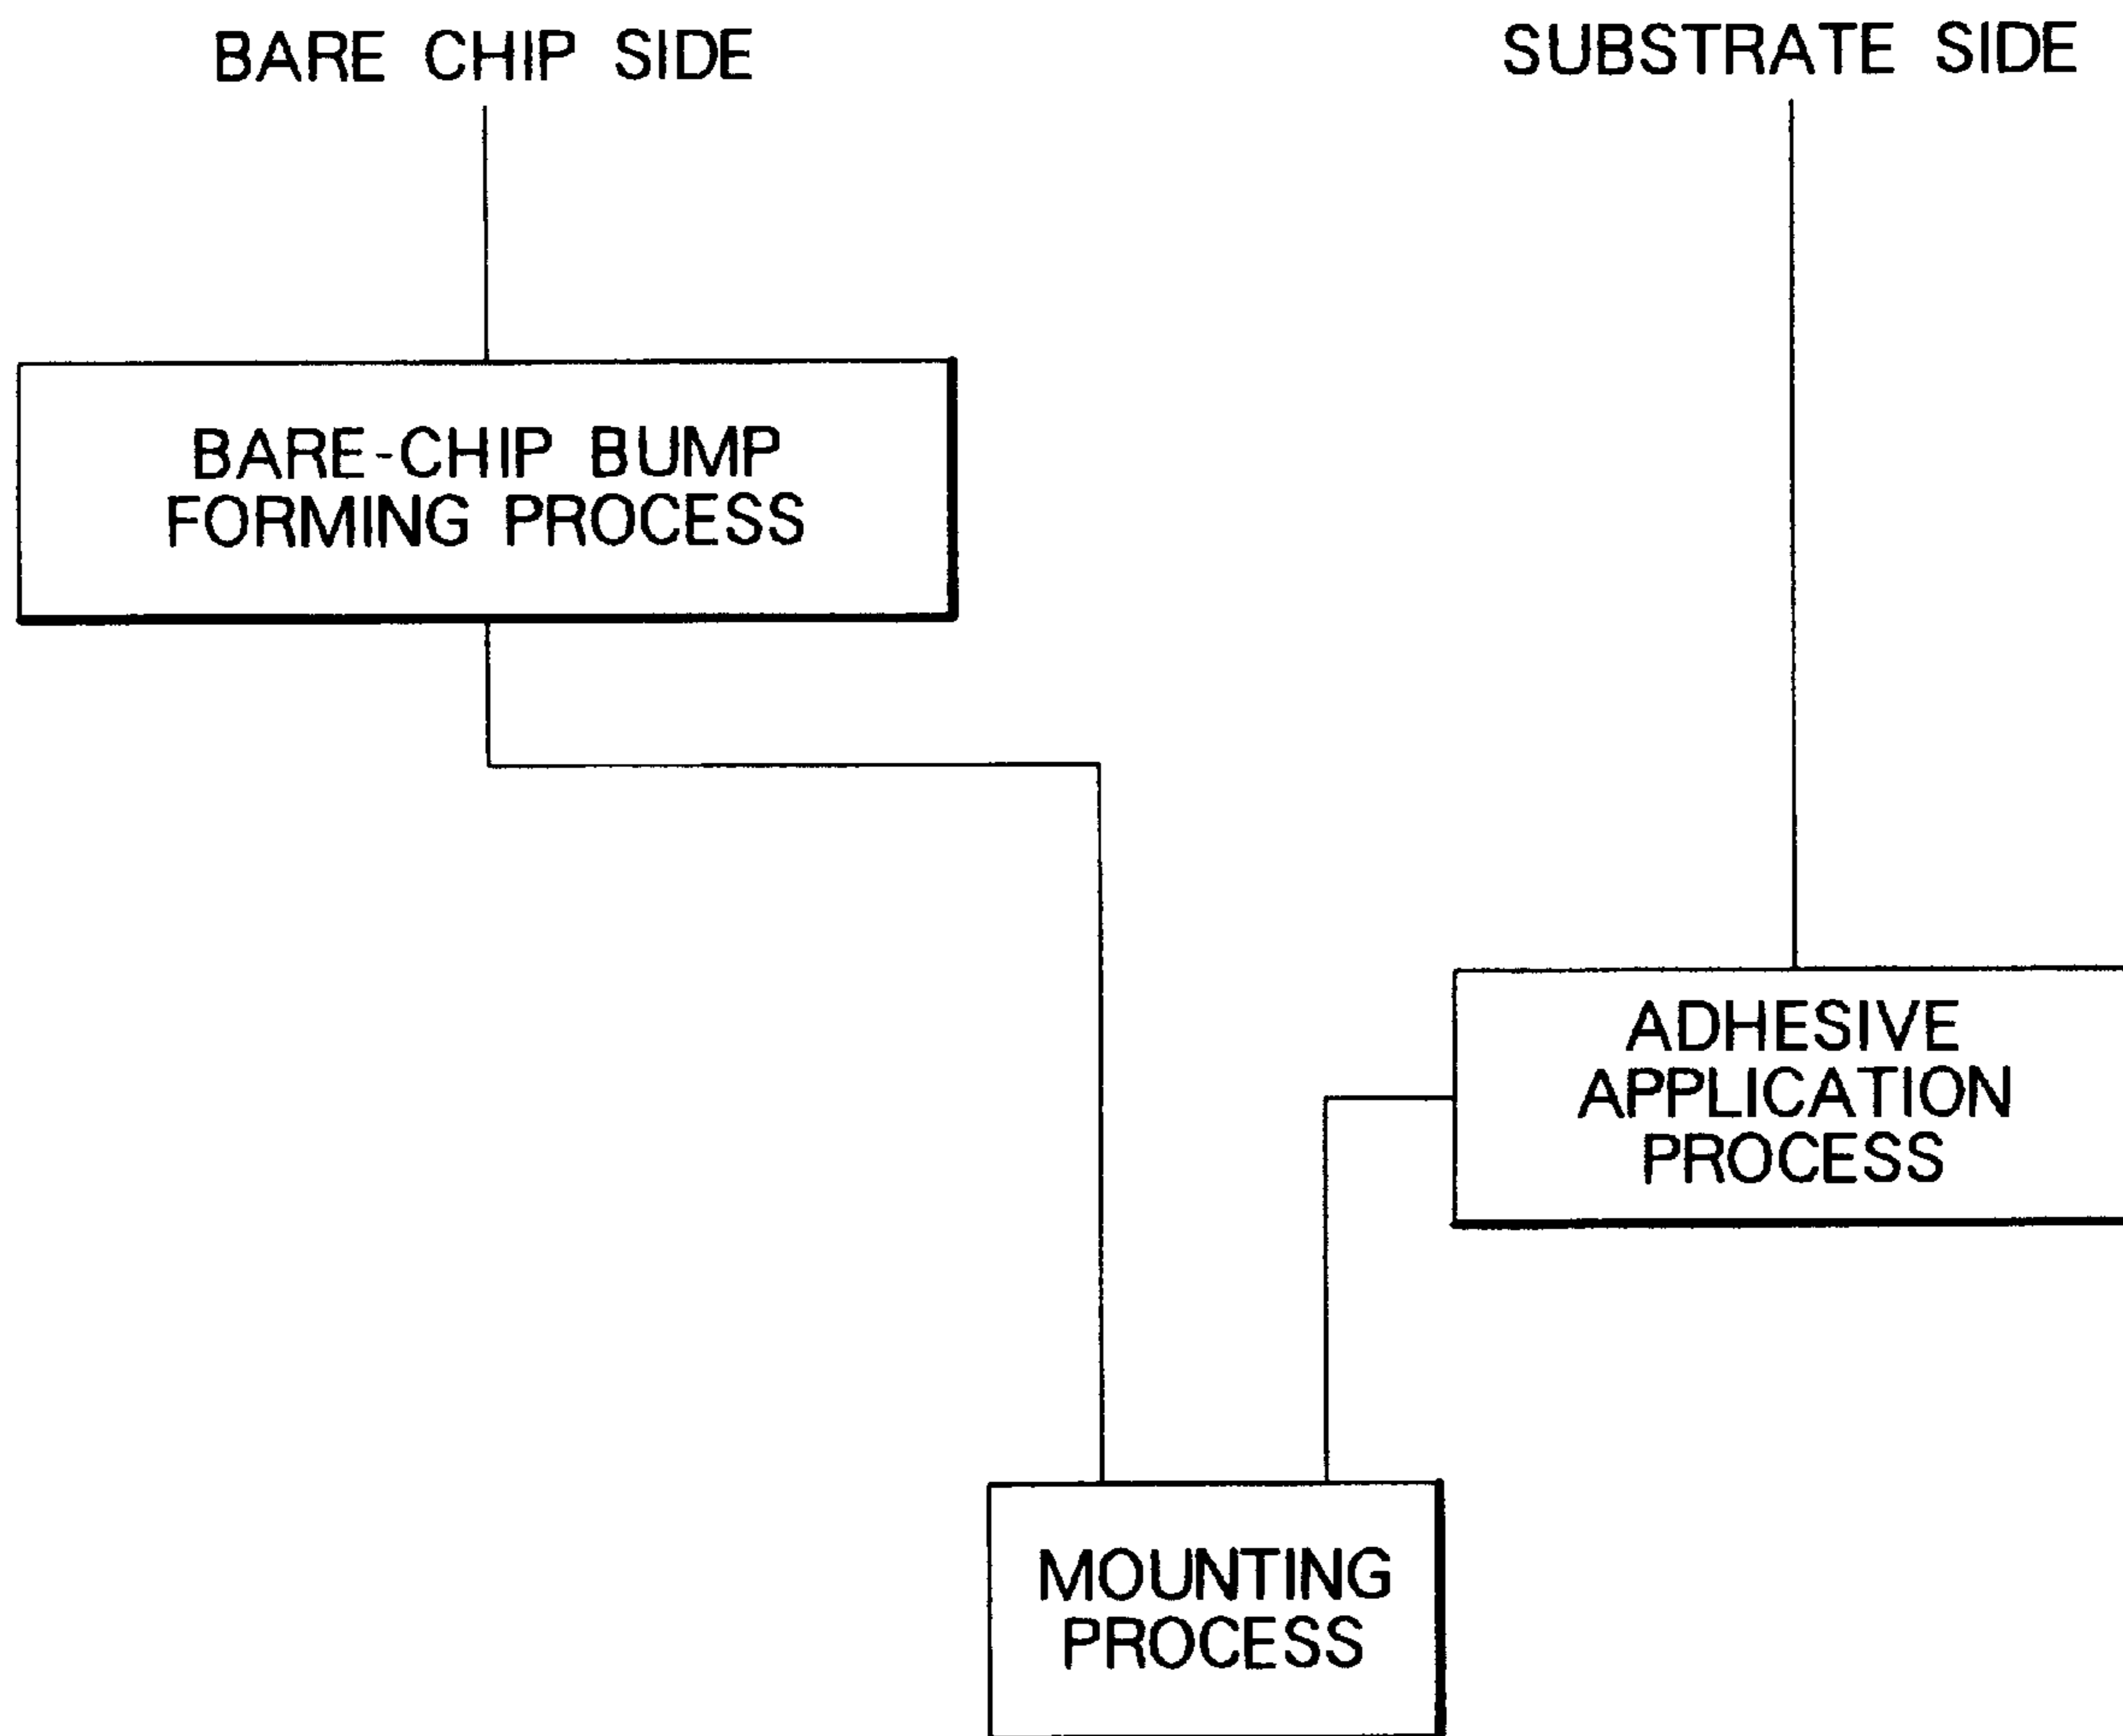 BARE CHIP SIDE
SUBSTRATE SIDE
BARE-CHIP BUMP
FORMING PROCESS
ADHESIVE
APPLICATION
PROCESS
MOUNTING
PROCESS